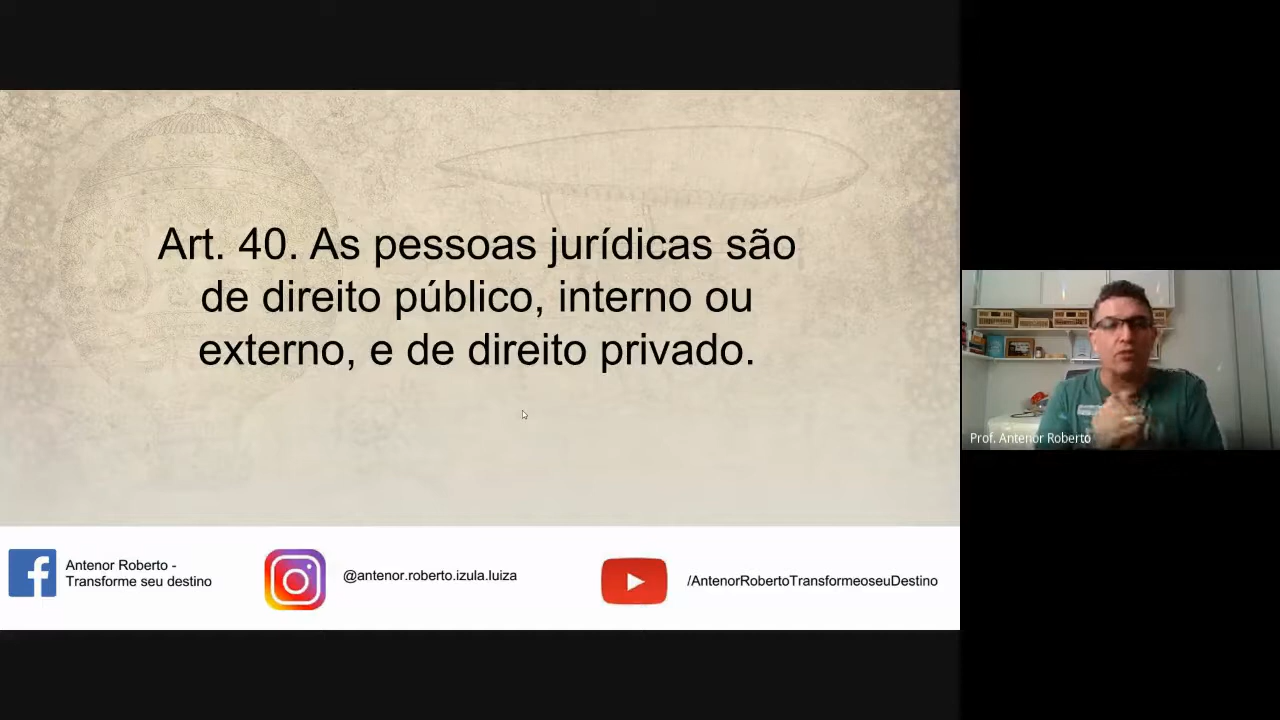 Art. 40. As pessoas jurídicas são
de direito público, interno ou
externo, e de direito privado.
Prof. Antenor Roberto
Antenor Roberto -
Transforme seu destino
@antenor.roberto.izula.luiza
/AntenorRobertoTransformeoseuDestino